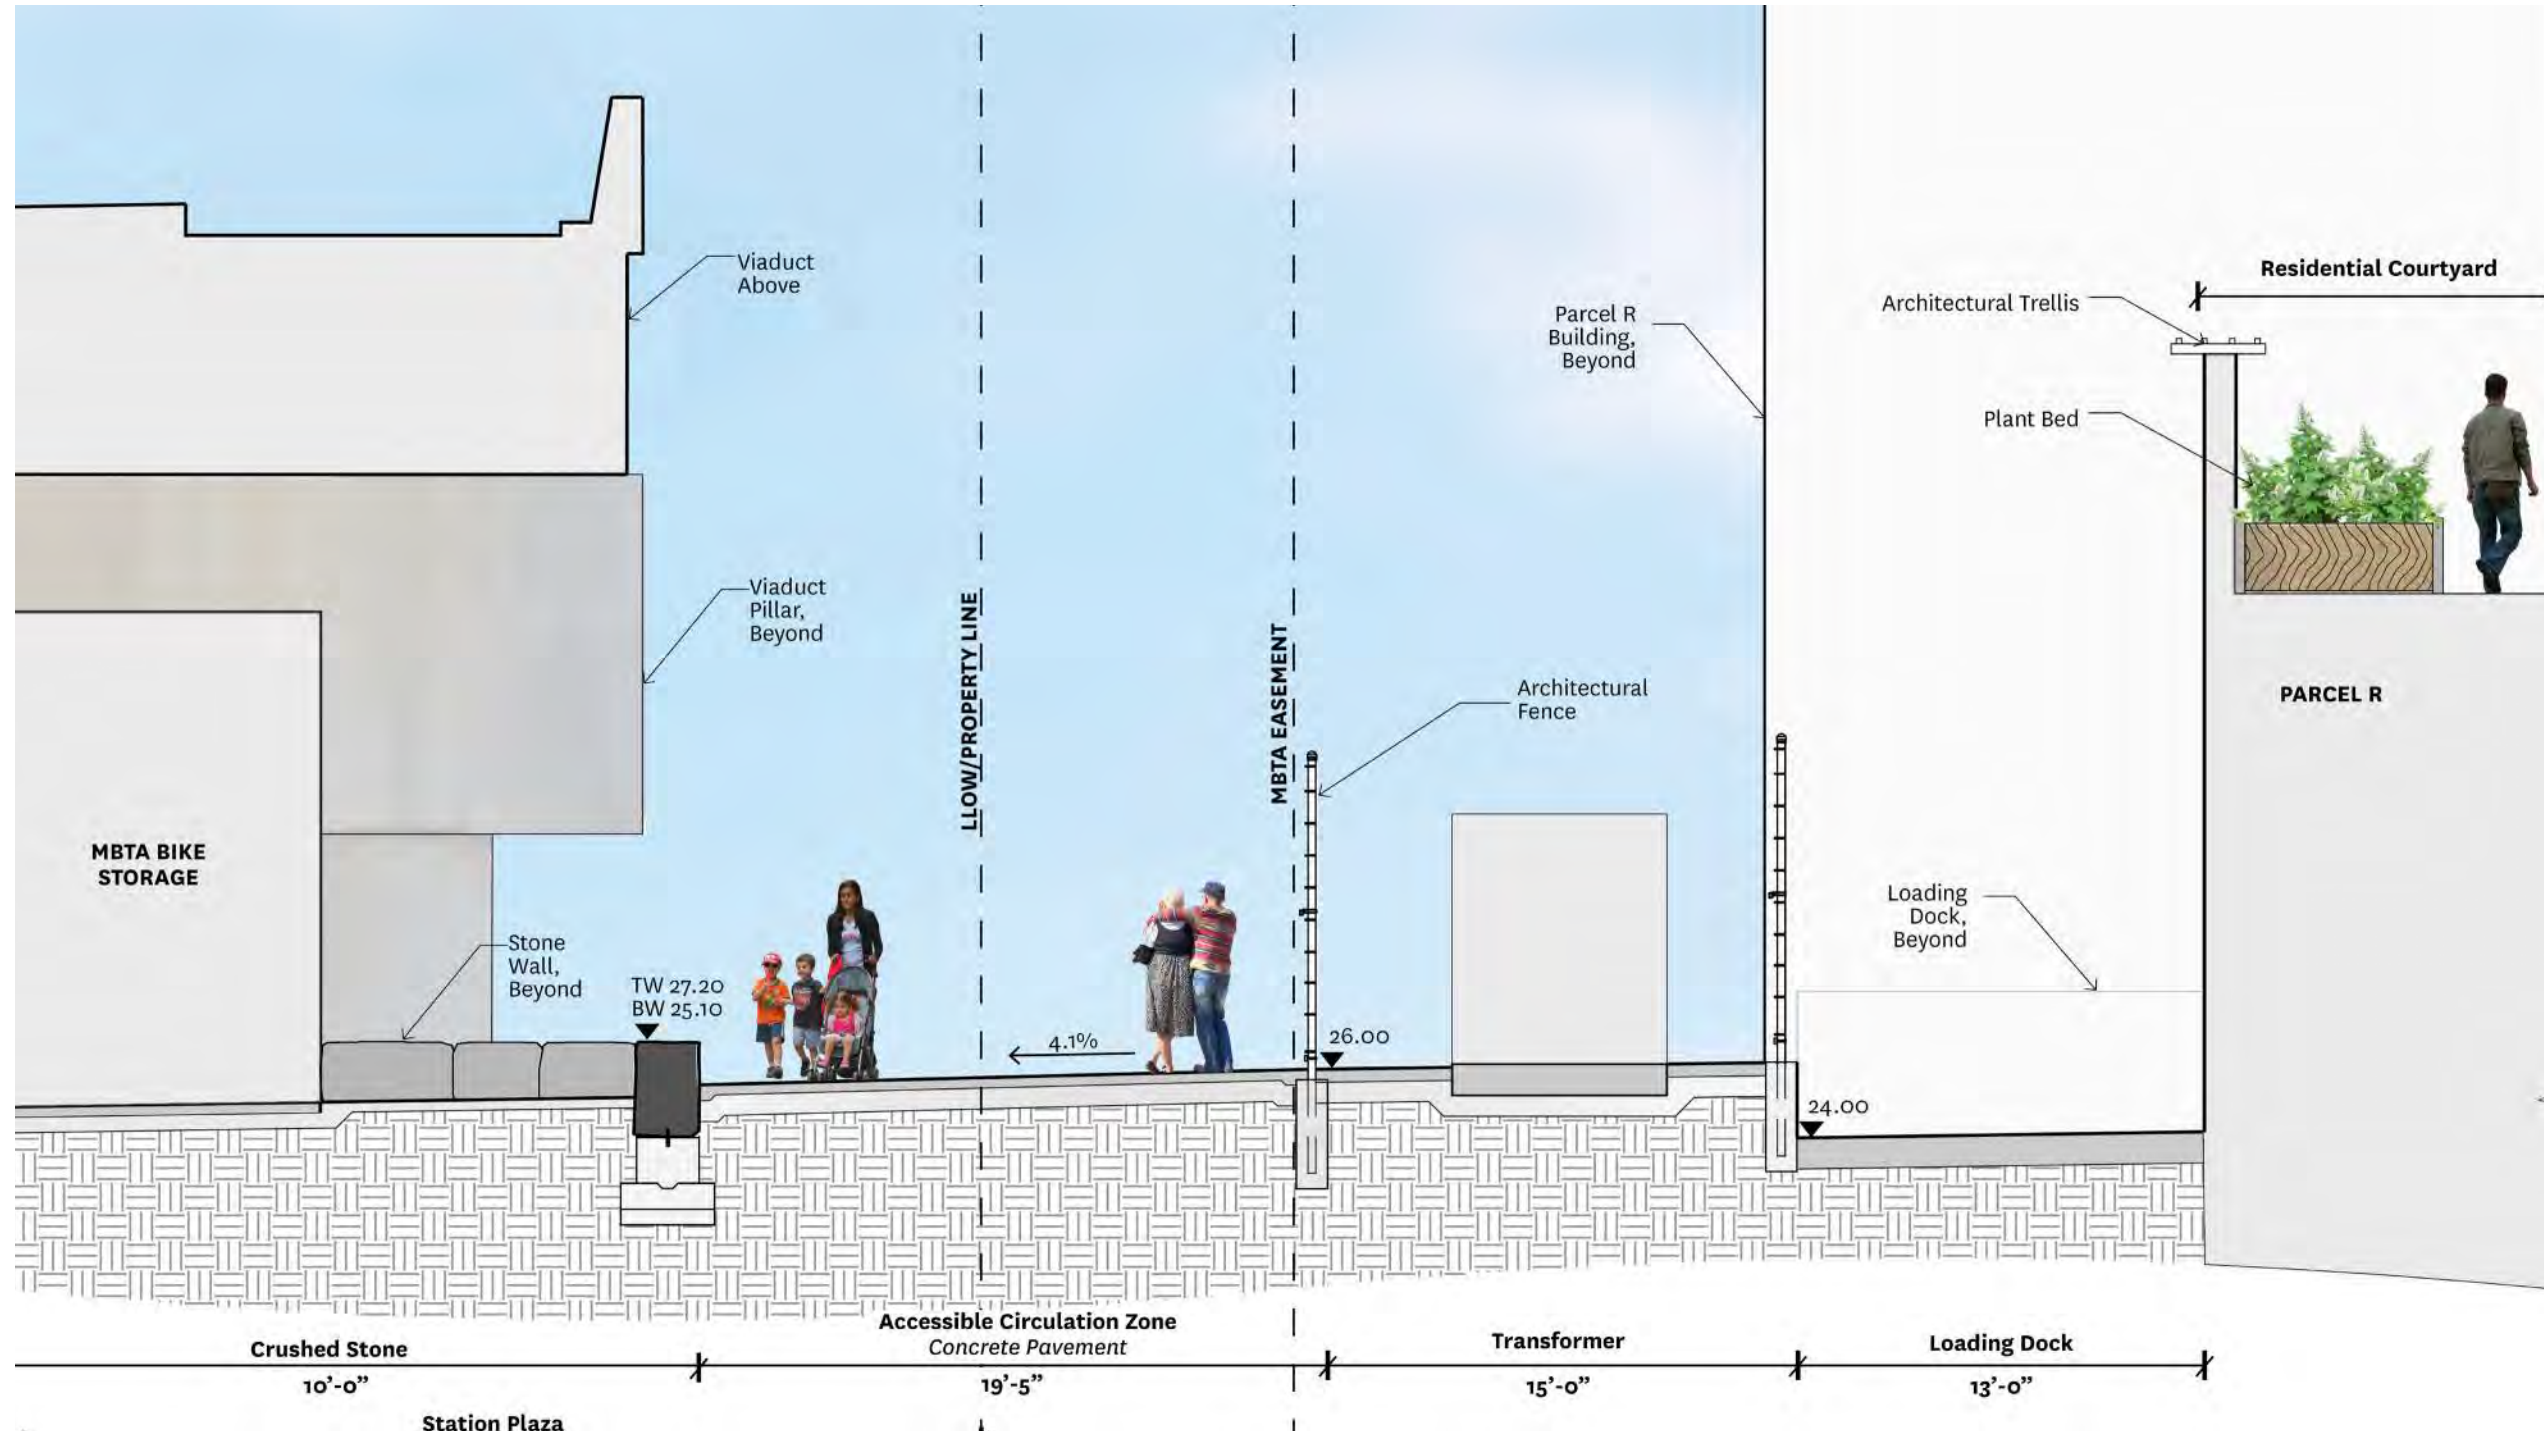 Viaduct
Above
Residential Courtyard
Architectural Trellis
Parcel R
Building,
Beyond
Plant Bed
Viaduct
Pillar,
Beyond
LLOW/PROPERTY LINE
MBTA EASEMENT
Architectural
Fence
PARCEL R
MBTA BIKE
STORAGE
Stone
Wall,
Beyond
TW 27.20
BW 25.10
4.1%
26.00
Loading
Dock,
Beyond
24.00
Accessible Circulation Zone
Concrete Pavement
Crushed Stone
Transformer
Loading Dock
10’-0”
19’-5”
15’-0”
13’-0”
Station Plaza